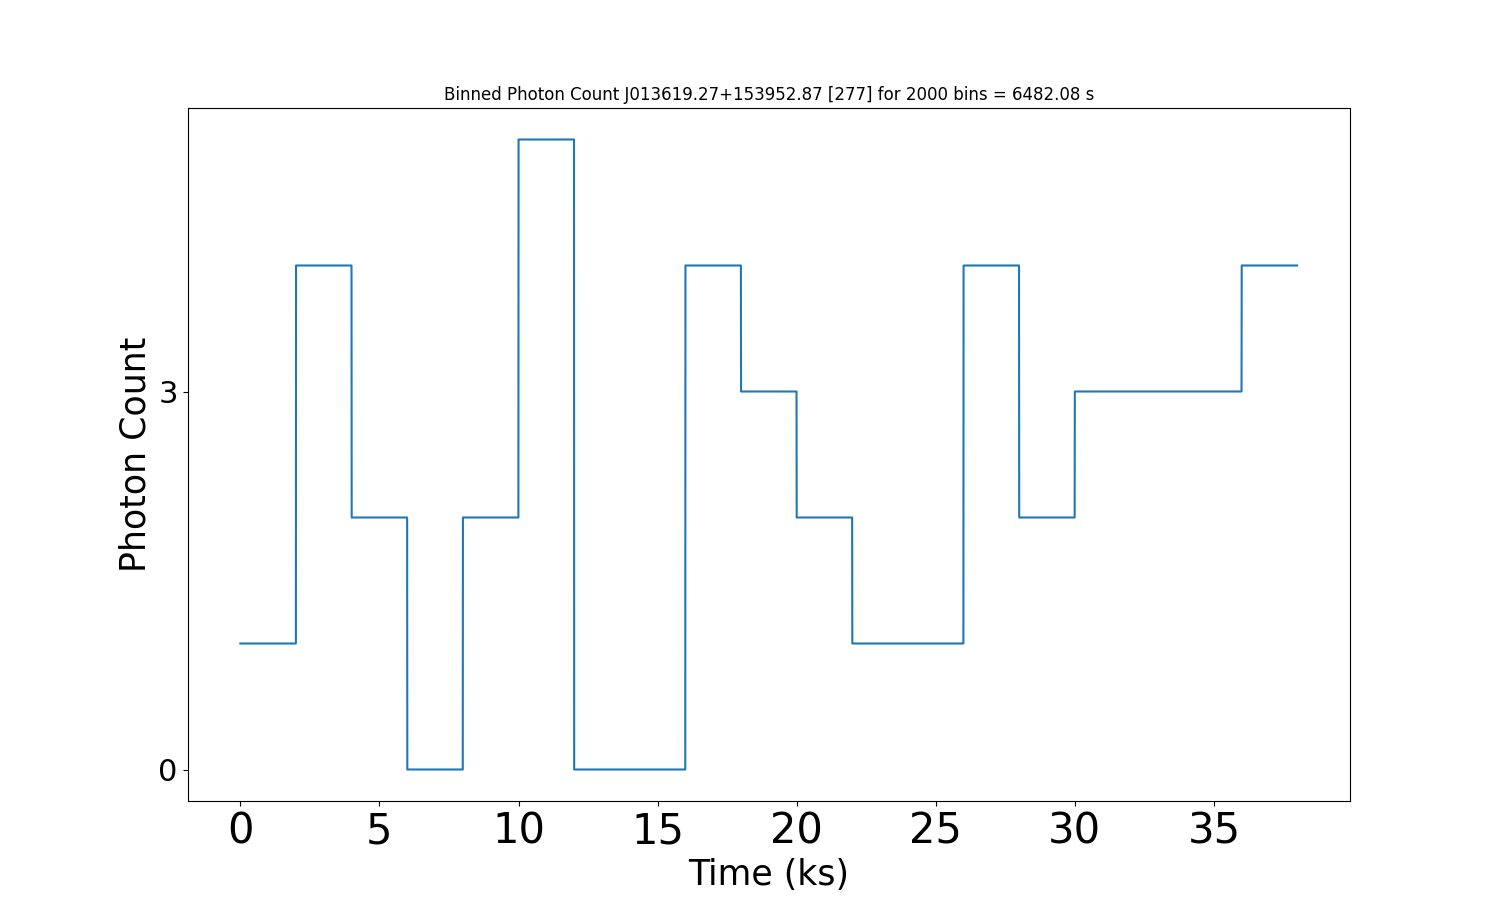 Binned Photon Count J013619.27+153952.87 [277] for 2000 bins = 6482.08 s
Photon Count
3
0
0 5 10 15 20 25 30 35
Time (ks)